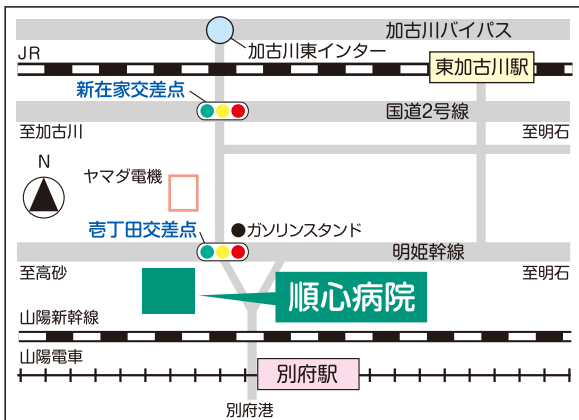 加古川バイパス
加古川東インター
JR
東加古川駅
新在家交差点
国道2号線
至加古川
至明石
N
ヤマダ電機
ガソリンスタンド
壱丁田交差点
明姫幹線
至高砂
至明石
順心病院
山陽新幹線
山陽電車
別府駅
別府港